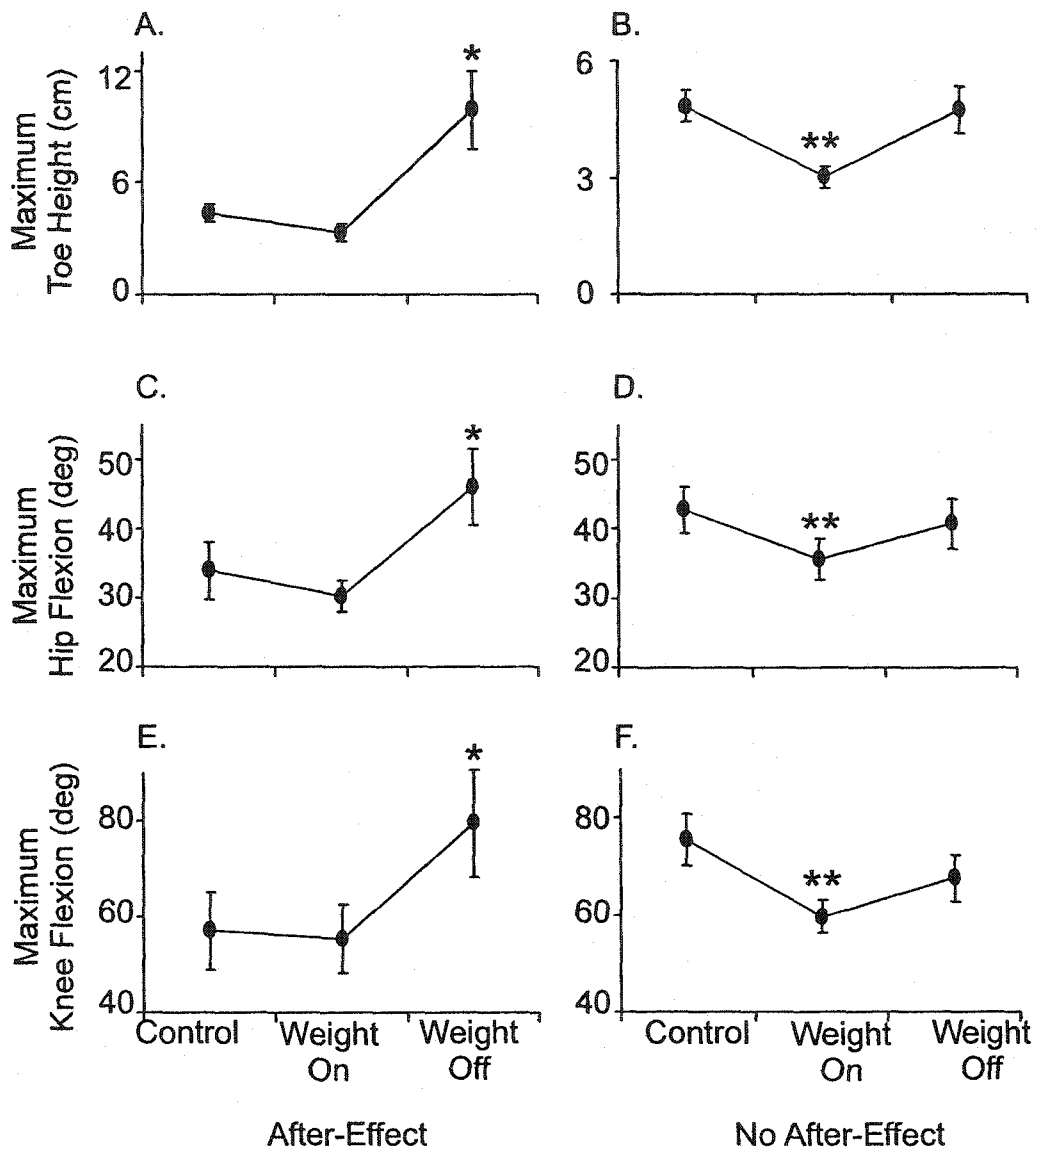 A.
B.
Maximum
Toe Height (cm)
12
6
0
*
6
3
0
**
C.
D.
Maximum
Hip Flexion (deg)
50
40
30
20
*
50
40
30
20
**
E.
F.
Maximum
Knee Flexion (deg)
80
60
40
*
80
60
40
**
Control Weight Weight Control Weight Weight
On Off On Off
After-Effect No After-Effect